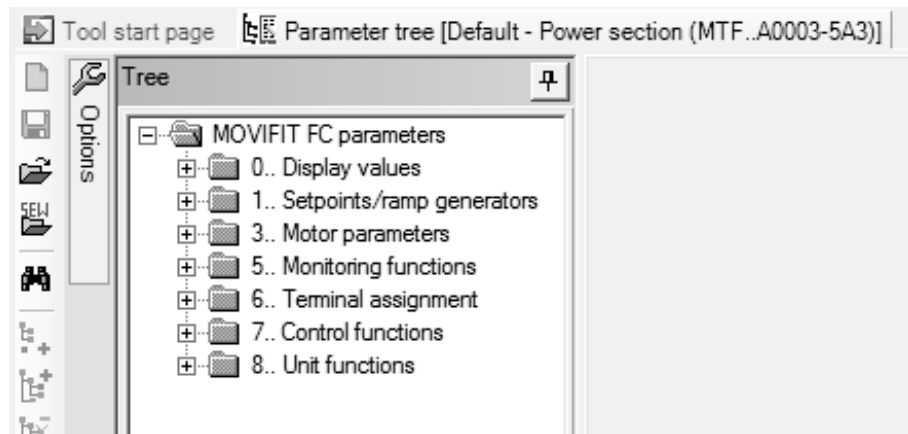 Tool start page
Parameter tree [Default - Power section (MTF..A0003-5A3)]
Options
Tree
MOVIFIT FC parameters
0.. Display values
1.. Setpoints/ramp generators
3.. Motor parameters
5.. Monitoring functions
6.. Terminal assignment
7.. Control functions
8.. Unit functions
SEW